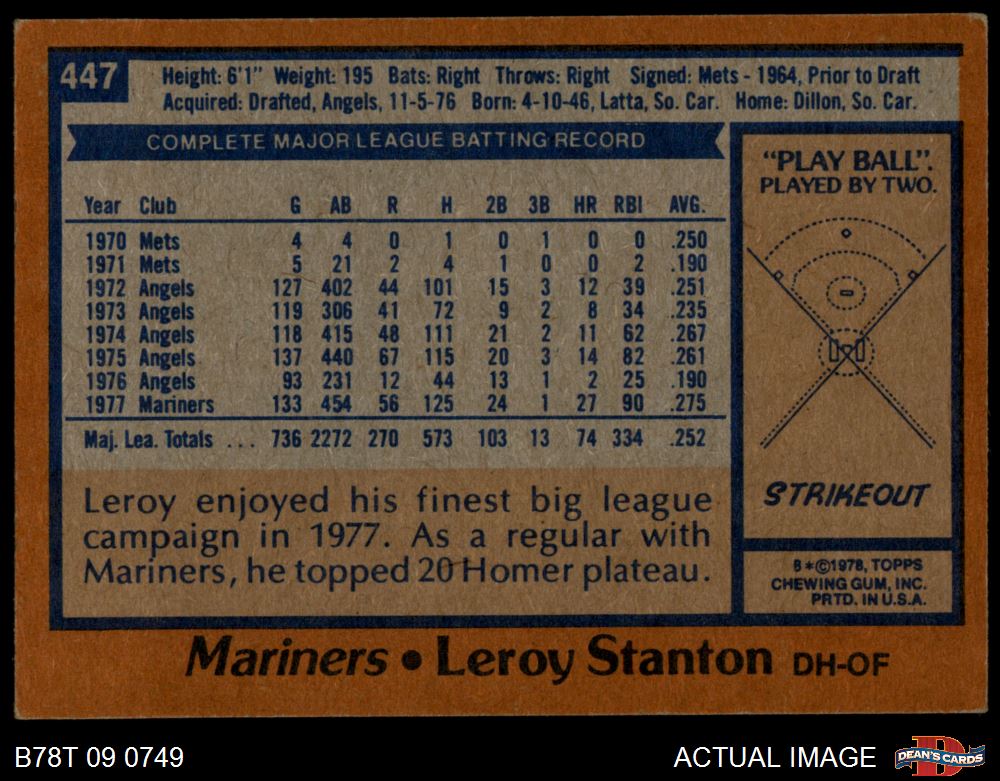 447
Height: 6'1" Weight: 195 Bats: Right Throws: Right Signed: Mets - 1964, Prior to Draft
Acquired: Drafted, Angels, 11-5-76 Born: 4-10-46, Latta, So. Car. Home: Dillon, So. Car.
COMPLETE MAJOR LEAGUE BATTING RECORD
Year Club G AB R H 2B 3B HR RBI AVG.
1970 Mets 4 4 0 1 0 1 0 0 .250
1971 Mets 5 21 2 4 1 0 0 2 .190
1972 Angels 127 402 44 101 15 3 12 39 .251
1973 Angels 119 306 41 72 9 2 8 34 .235
1974 Angels 118 415 48 111 21 2 11 62 .267
1975 Angels 137 440 67 115 20 3 14 82 .261
1976 Angels 93 231 12 44 13 1 2 25 .190
1977 Mariners 133 454 56 125 24 1 27 90 .275
Maj. Lea. Totals ... 736 2272 270 573 103 13 74 334 .252
Leroy enjoyed his finest big league
campaign in 1977. As a regular with
Mariners, he topped 20 Homer plateau.
"PLAY BALL".
PLAYED BY TWO.
STRIKEOUT
B*©1978, TOPPS
CHEWING GUM, INC.
PRTD. IN U.S.A.
Mariners • Leroy Stanton DH-OF
B78T 09 0749
ACTUAL IMAGE
DEAN'S CARDS